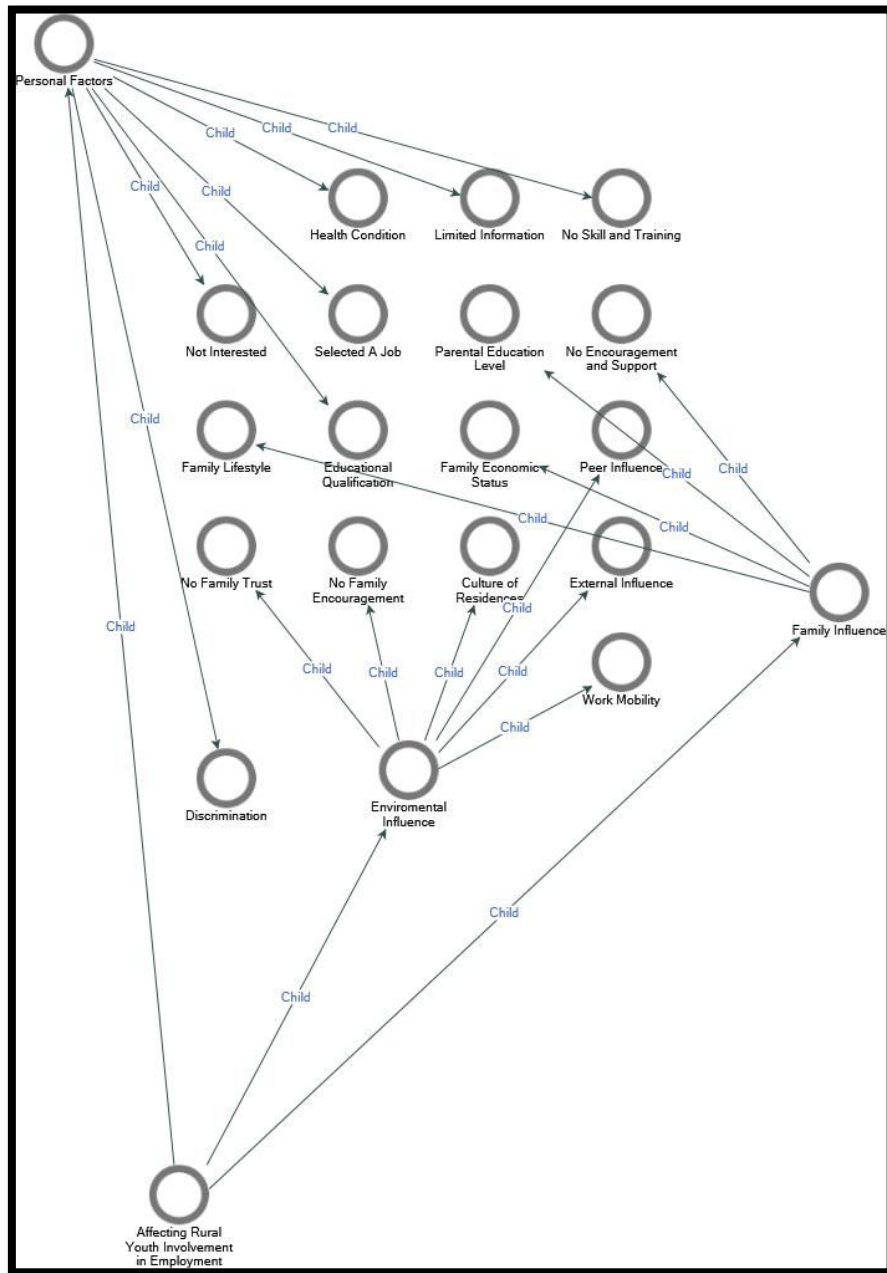 Personal Factors
Child
Child
Child
Child
Child
Child
Health Condition
Limited Information
No Skill and Training
Not Interested
Selected A Job
Parental Education
Level
No Encouragement
and Support
Child
Family Lifestyle
Educational
Qualification
Family Economic
Status
Peer Influence
Child
Child
Child
Child
No Family Trust
No Family
Encouragement
Culture of
Residences
External Influence
Child
Family Influence
Child
Child
Child
Child
Child
Work Mobility
Child
Discrimination
Enviromental
Influence
Child
Child
Affecting Rural
Youth Involvement
in Employment